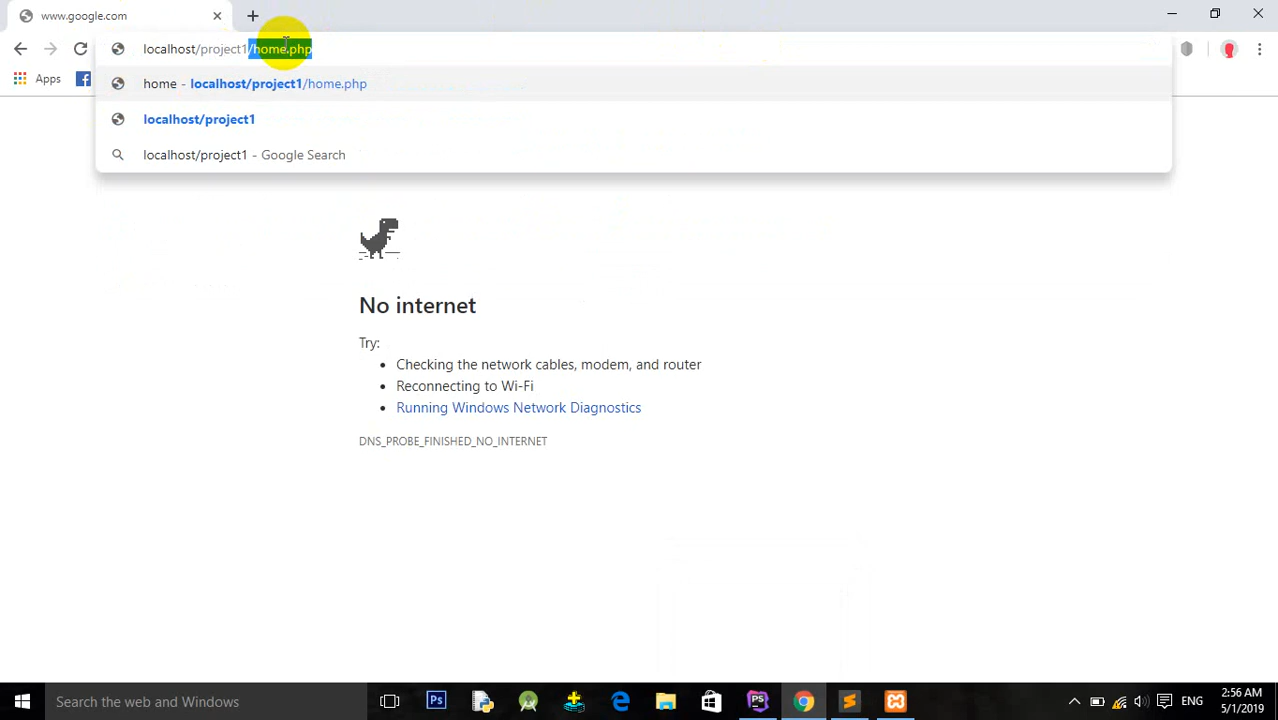 www.google.com
localhost/project1/home.php
Apps
home - localhost/project1/home.php
localhost/project1
localhost/project1 - Google Search
No internet
Try:
• Checking the network cables, modem, and router
• Reconnecting to Wi-Fi
• Running Windows Network Diagnostics
DNS_PROBE_FINISHED_NO_INTERNET
Search the web and Windows
Ps
PS
ENG
2:56 AM
5/1/2019